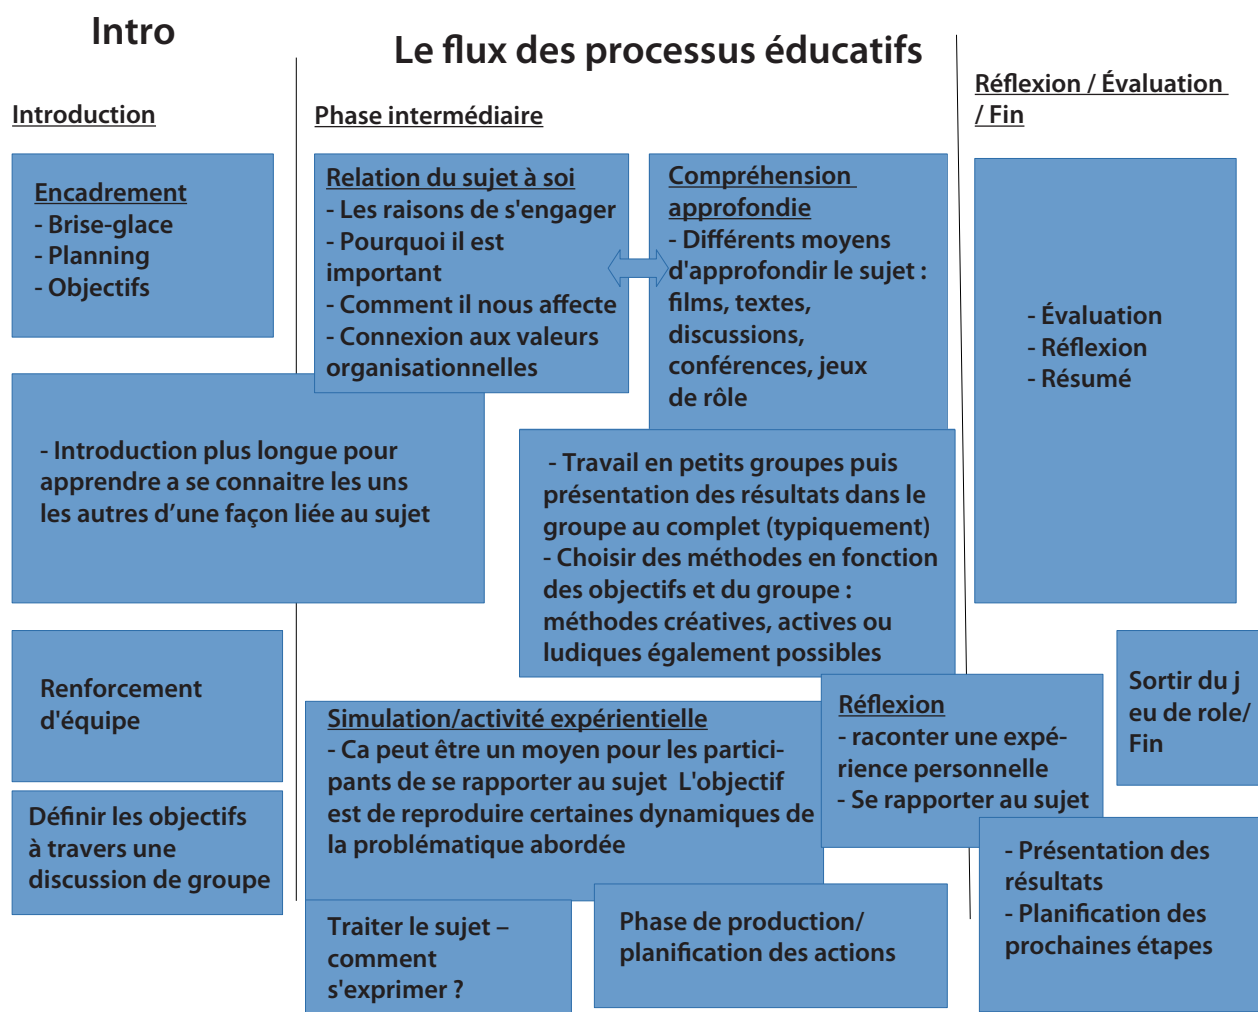 Intro
Le flux des processus éducatifs
Introduction
Phase intermédiaire
Réflexion / Évaluation
/ Fin
Encadrement
- Brise-glace
- Planning
- Objectifs
Relation du sujet à soi
- Les raisons de s'engager
- Pourquoi il est
important
- Comment il nous affecte
- Connexion aux valeurs
organisationnelles
Compréhension
approfondie
- Différents moyens
d'approfondir le sujet :
films, textes,
discussions,
conférences, jeux
de rôle
- Évaluation
- Réflexion
- Résumé
- Introduction plus longue pour
apprendre a se connaitre les uns
les autres d’une façon liée au sujet
- Travail en petits groupes puis
présentation des résultats dans le
groupe au complet (typiquement)
- Choisir des méthodes en fonction
des objectifs et du groupe :
méthodes créatives, actives ou
ludiques également possibles
Renforcement
d'équipe
Simulation/activité expérientielle
- Ca peut être un moyen pour les partici-
pants de se rapporter au sujet L'objectif
est de reproduire certaines dynamiques de
la problématique abordée
Réflexion
- raconter une expé-
rience personnelle
- Se rapporter au sujet
Sortir du j
eu de role/
Fin
Définir les objectifs
à travers une
discussion de groupe
Traiter le sujet –
comment
s'exprimer ?
Phase de production/
planification des actions
- Présentation des
résultats
- Planification des
prochaines étapes